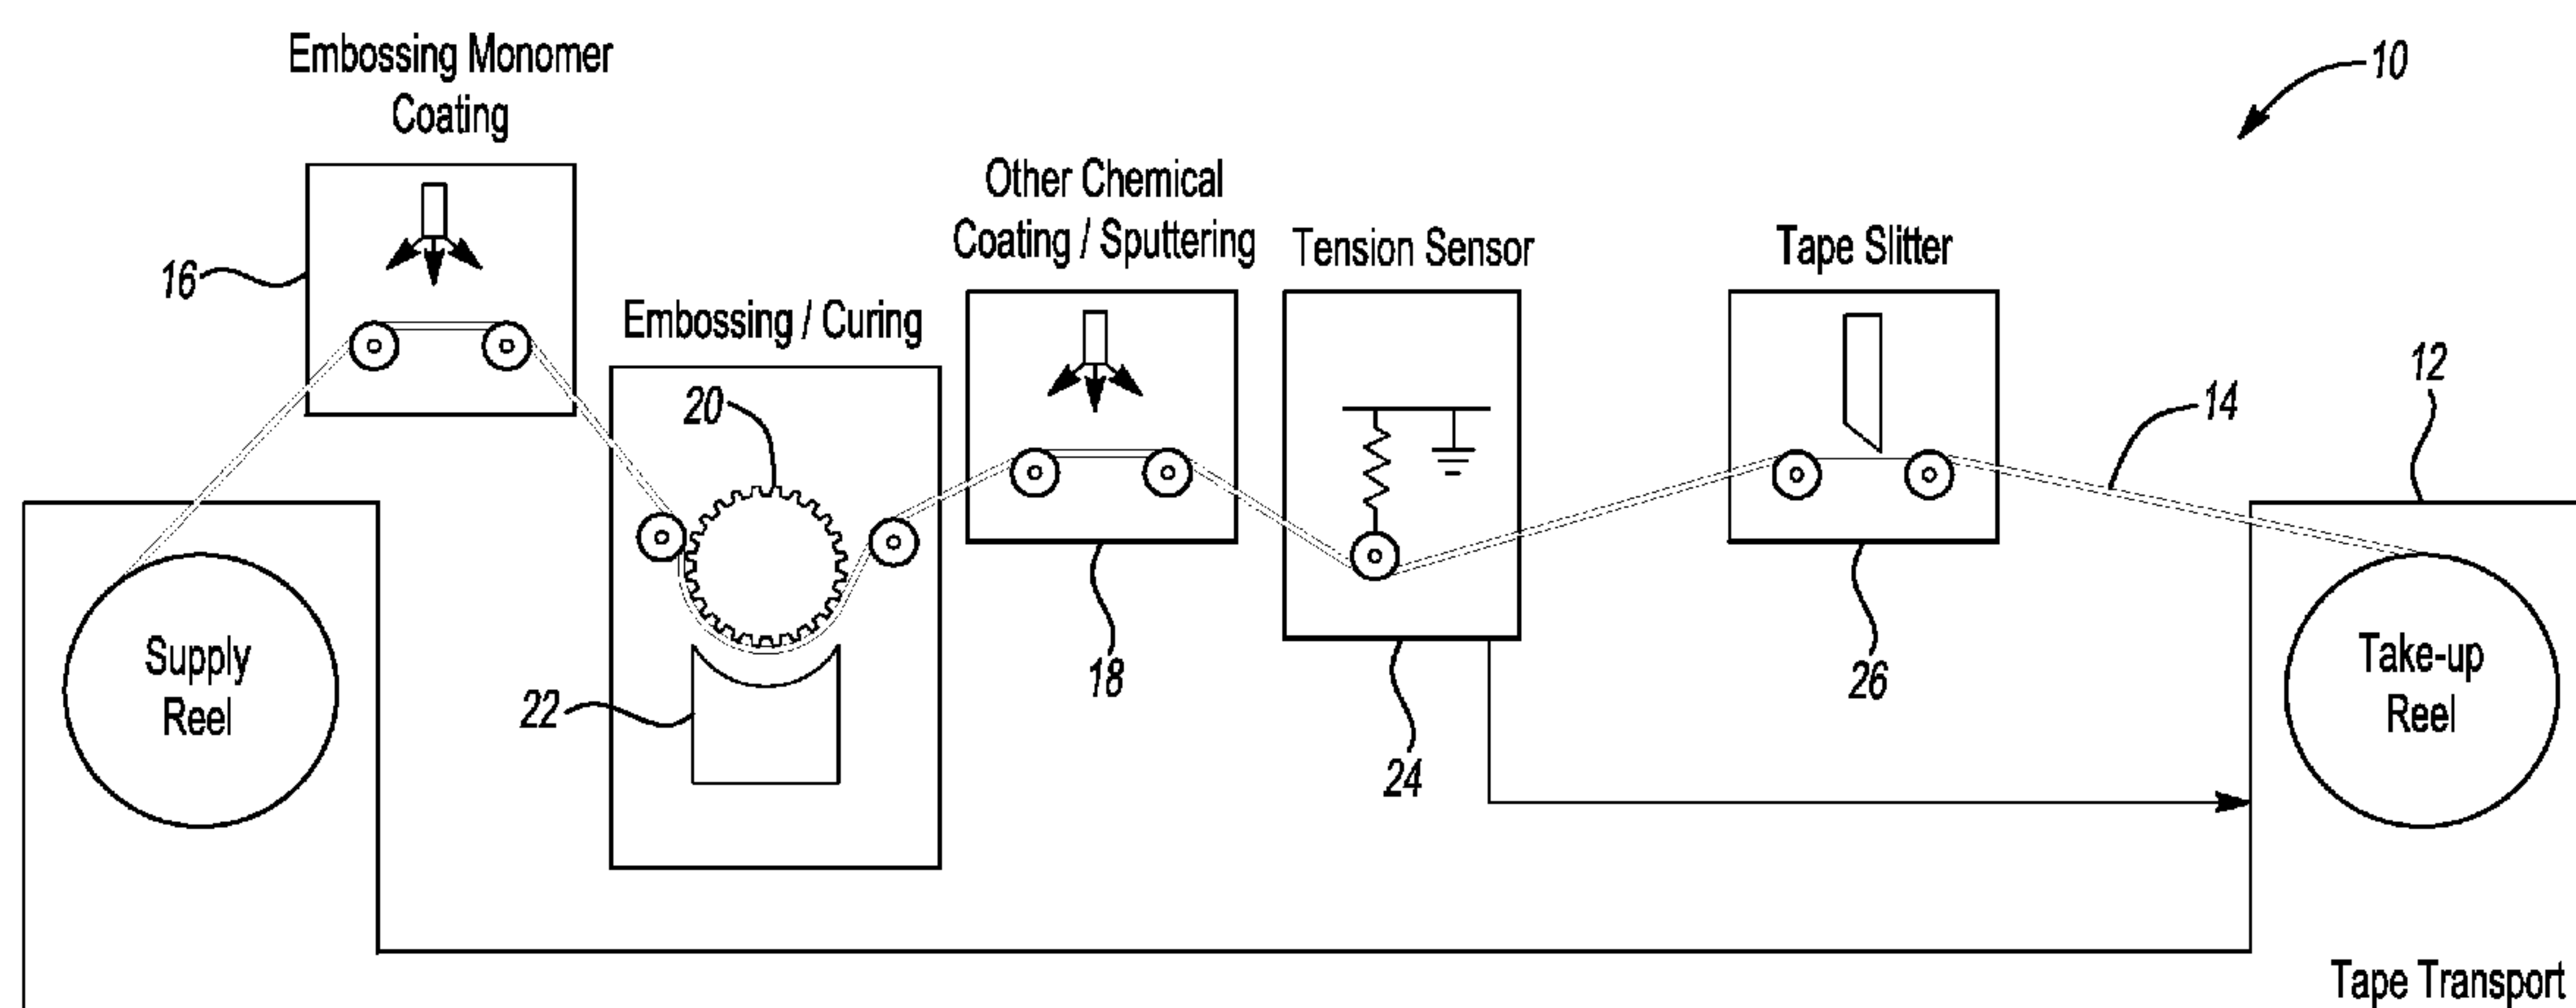 Embossing Monomer
Coating
10
Other Chemical
Coating / Sputtering
Tension Sensor
Tape Slitter
16
Embossing / Curing
12
20
14
Supply
Reel
22
18
24
26
Take-up
Reel
Tape Transport